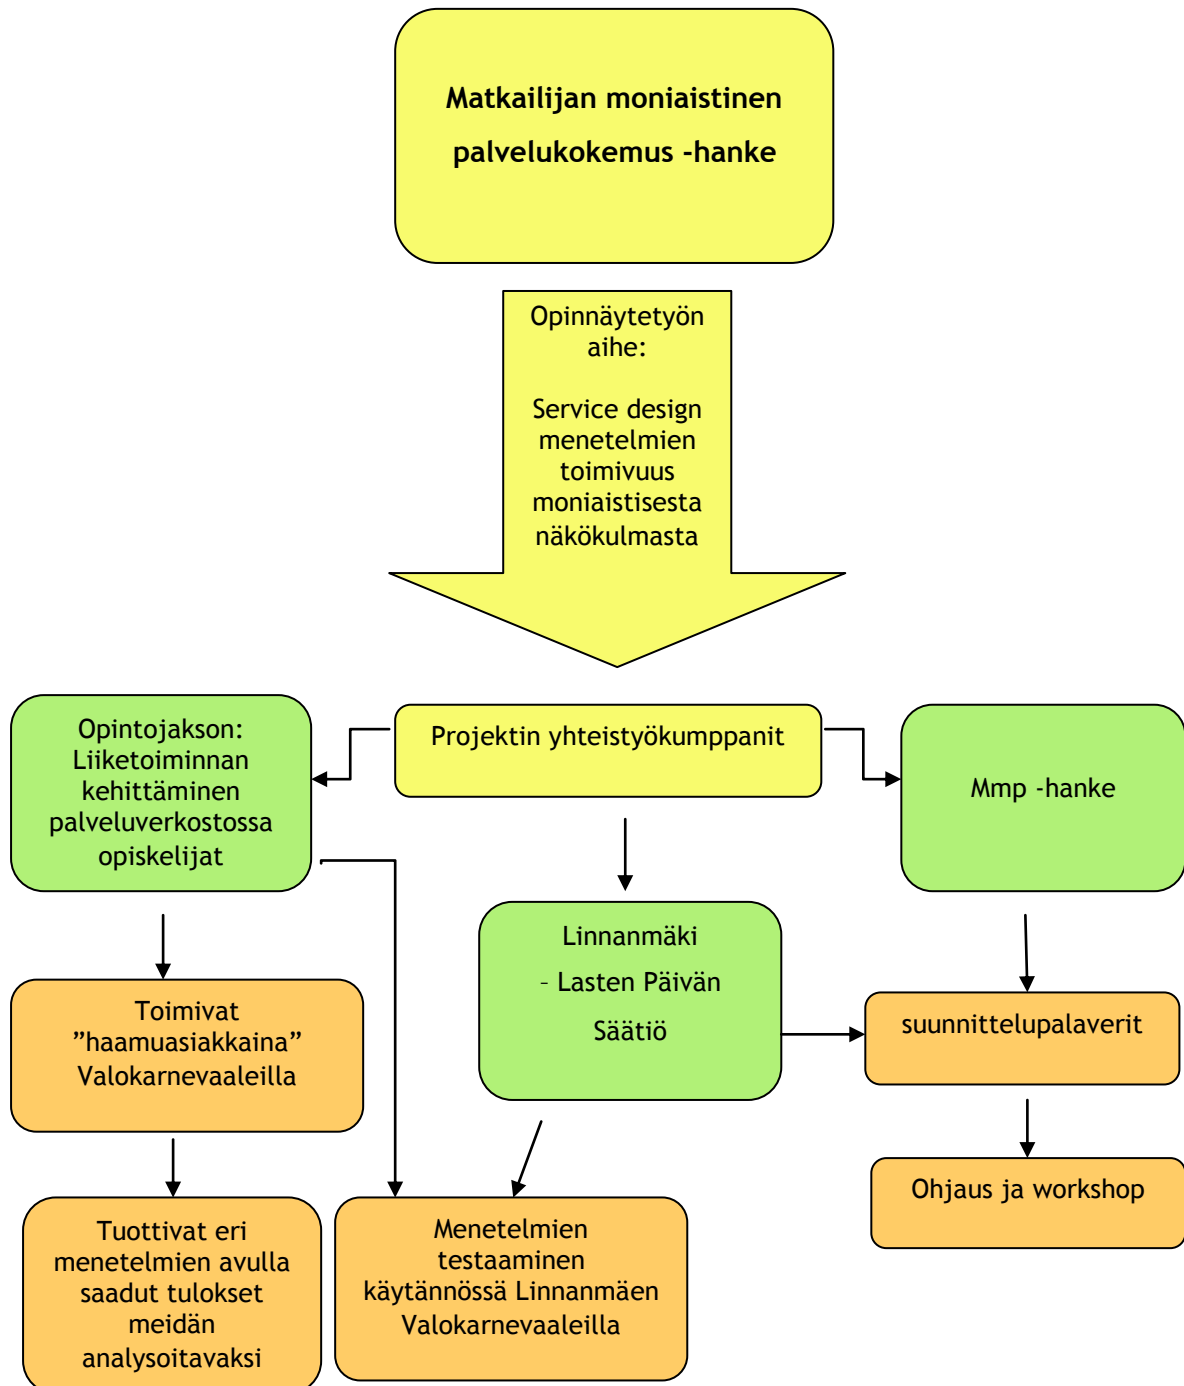 Matkailijan moniaistinen
palvelukokemus -hanke
Opinnäytetyön
aihe:
Service design
menetelmien
toimivuus
moniaistisesta
näkökulmasta
Opintojakson:
Liiketoiminnan
kehittäminen
palveluverkostossa
opiskelijat
Projektin yhteistyökumppanit
Mmp -hanke
Linnanmäki
– Lasten Päivän
Säätiö
Toimivat
”haamuasiakkaina”
Valokarnevaaleilla
suunnittelupalaverit
Ohjaus ja workshop
Tuottivat eri
menetelmien avulla
saadut tulokset
meidän
analysoitavaksi
Menetelmien
testaaminen
käytännössä Linnanmäen
Valokarnevaaleilla